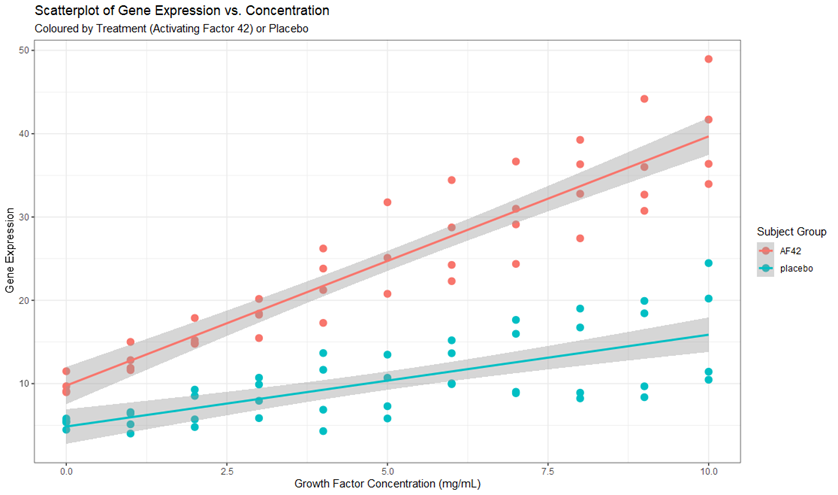 Scatterplot of Gene Expression vs. Concentration
Coloured by Treatment (Activating Factor 42) or Placebo
50
40
30
20
10
Gene Expression
0.0 2.5 5.0 7.5 10.0
Growth Factor Concentration (mg/mL)
Subject Group
AF42
placebo